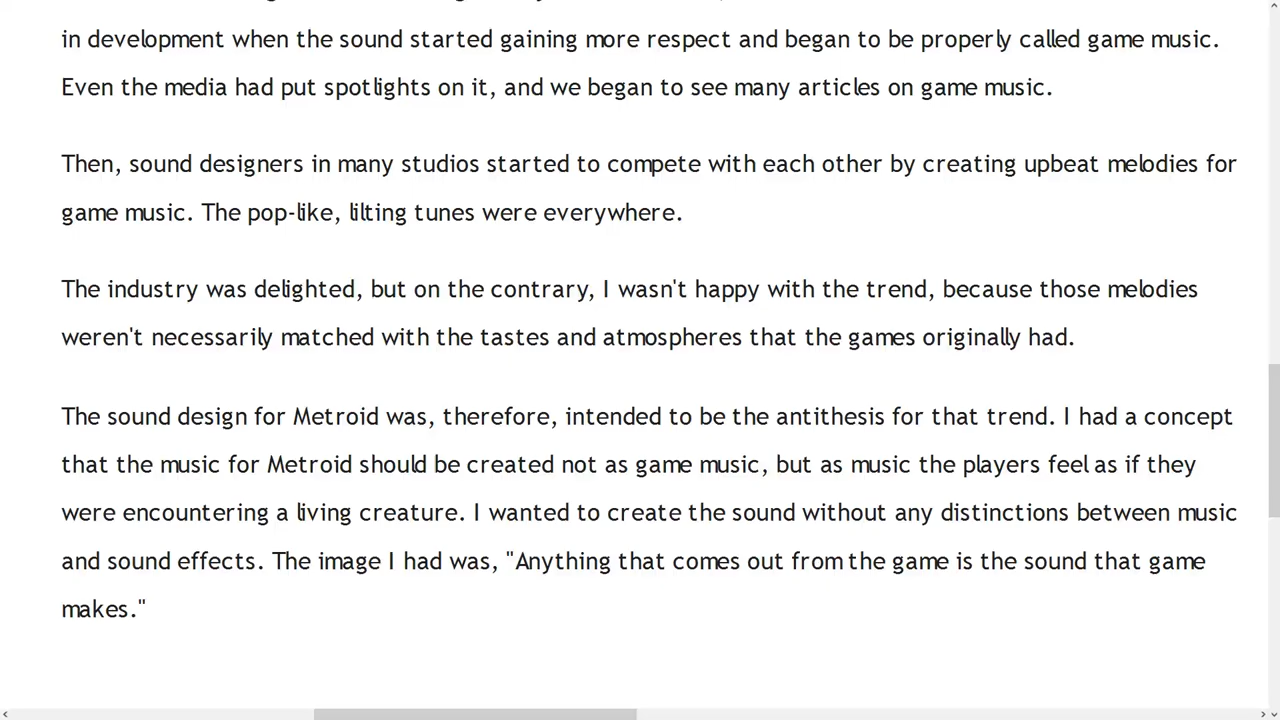 in development when the sound started gaining more respect and began to be properly called game music.
Even the media had put spotlights on it, and we began to see many articles on game music.
Then, sound designers in many studios started to compete with each other by creating upbeat melodies for
game music. The pop-like, lilting tunes were everywhere.
The industry was delighted, but on the contrary, I wasn't happy with the trend, because those melodies
weren't necessarily matched with the tastes and atmospheres that the games originally had.
The sound design for Metroid was, therefore, intended to be the antithesis for that trend. I had a concept
that the music for Metroid should be created not as game music, but as music the players feel as if they
were encountering a living creature. I wanted to create the sound without any distinctions between music
and sound effects. The image I had was, "Anything that comes out from the game is the sound that game
makes."